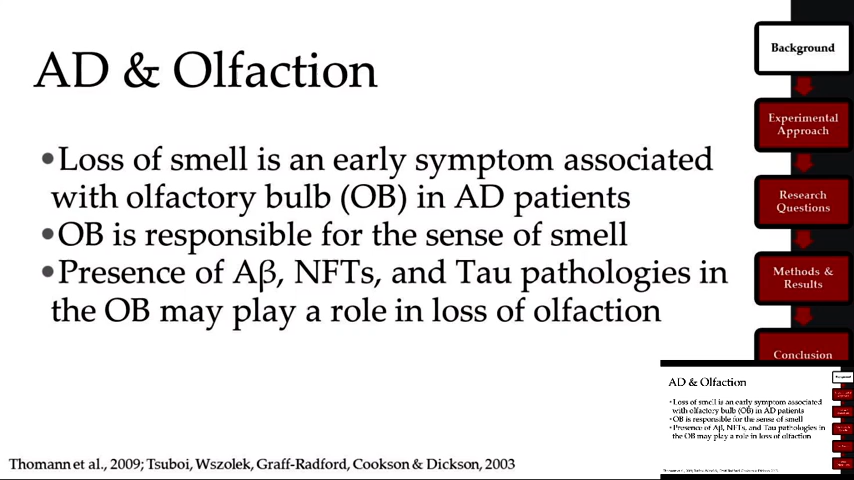 AD & Olfaction
•Loss of smell is an early symptom associated
with olfactory bulb (OB) in AD patients
•OB is responsible for the sense of smell
•Presence of Aβ, NFTs, and Tau pathologies in
the OB may play a role in loss of olfaction
Thomann et al., 2009; Tsuboi, Wszolek, Graff-Radford, Cookson & Dickson, 2003
Background
Experimental
Approach
Research
Questions
Methods &
Results
Conclusion
AD & Olfaction
•Loss of smell is an early symptom associated
with olfactory bulb (OB) in AD patients
•OB is responsible for the sense of smell
•Presence of Aβ, NFTs, and Tau pathologies in
the OB may play a role in loss of olfaction